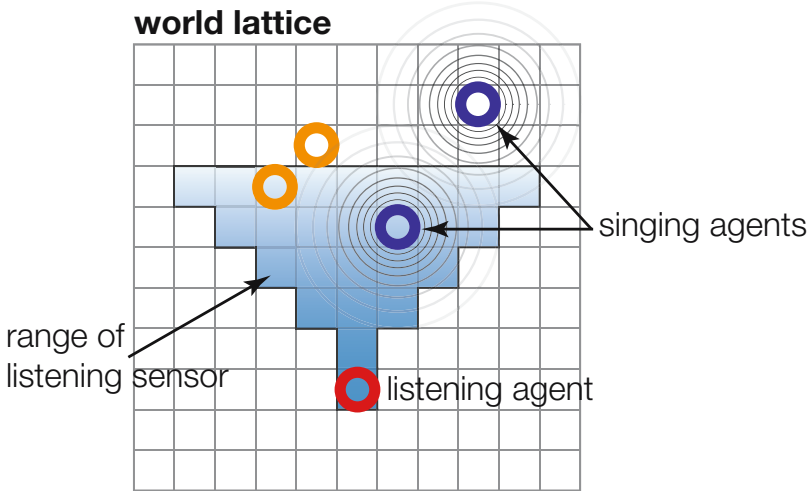 world lattice
singing agents
range of
listening sensor
listening agent